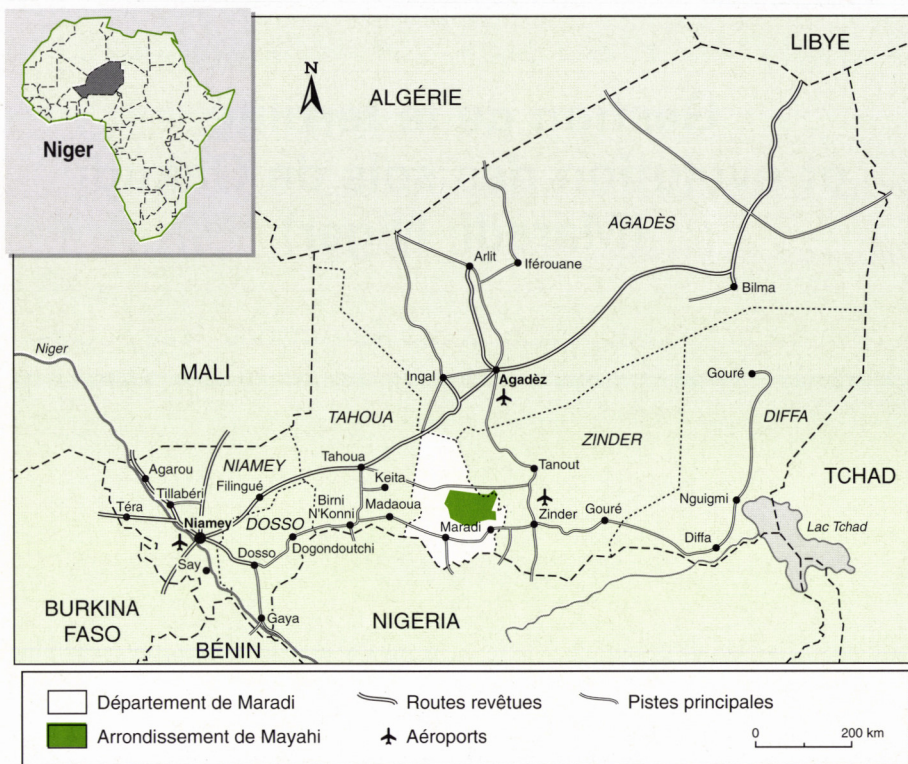 Niger
N
ALGÉRIE
LIBYE
AGADÈS
Arlit
Iférouane
Bilma
Niger
MALI
Ingal
Agadèz
Gouré
TAHOUA
ZINDER
DIFFA
Agarou
NIAMEY
Tahoua
Tanout
TCHAD
Tillabéri
Filingué
Keita
Birni
N'Konni
Madaoua
Zinder
Gouré
Nguigmi
Téra
Niamey
DOSSO
Maradi
Lac Tchad
Say
Dosso
Dogondoutchi
Diffa
BURKINA
FASO
Gaya
NIGERIA
BÉNIN
Département de Maradi
Routes revêtues
Pistes principales
Arrondissement de Mayahi
Aéroports
0
200 km